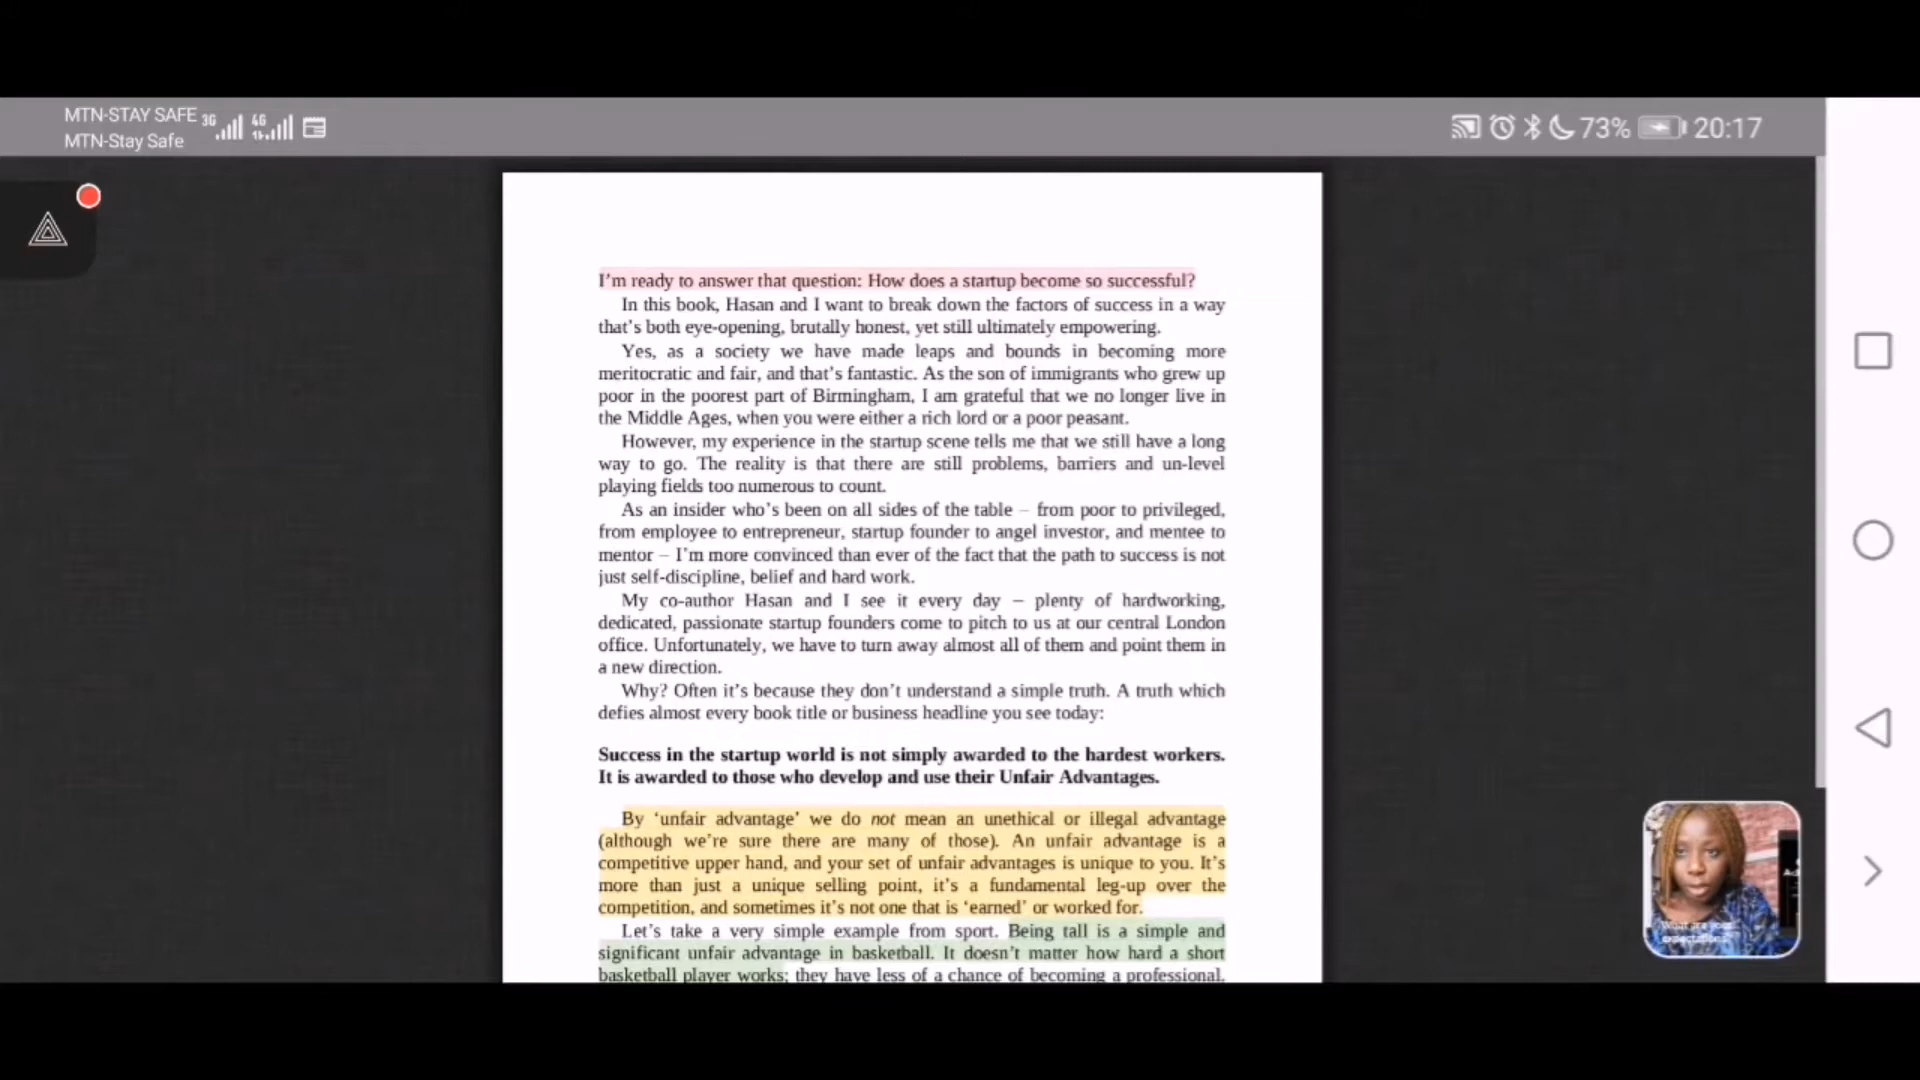 MTN-STAY SAFE 3G 4G
MTN-Stay Safe
73% 20:17
I'm ready to answer that question: How does a startup become so successful?
In this book, Hasan and I want to break down the factors of success in a way
that's both eye-opening, brutally honest, yet still ultimately empowering.
Yes, as a society we have made leaps and bounds in becoming more
meritocratic and fair, and that's fantastic. As the son of immigrants who grew up
poor in the poorest part of Birmingham, I am grateful that we no longer live in
the Middle Ages, when you were either a rich lord or a poor peasant.
However, my experience in the startup scene tells me that we still have a long
way to go. The reality is that there are still problems, barriers and un-level
playing fields too numerous to count.
As an insider who's been on all sides of the table – from poor to privileged,
from employee to entrepreneur, startup founder to angel investor, and mentee to
mentor – I'm more convinced than ever of the fact that the path to success is not
just self-discipline, belief and hard work.
My co-author Hasan and I see it every day – plenty of hardworking,
dedicated, passionate startup founders come to pitch to us at our central London
office. Unfortunately, we have to turn away almost all of them and point them in
a new direction.
Why? Often it's because they don't understand a simple truth. A truth which
defies almost every book title or business headline you see today:
Success in the startup world is not simply awarded to the hardest workers.
It is awarded to those who develop and use their Unfair Advantages.
By ‘unfair advantage’ we do not mean an unethical or illegal advantage
(although we're sure there are many of those). An unfair advantage is a
competitive upper hand, and your set of unfair advantages is unique to you. It's
more than just a unique selling point, it's a fundamental leg-up over the
competition, and sometimes it's not one that is ‘earned’ or worked for.
Let's take a very simple example from sport. Being tall is a simple and
significant unfair advantage in basketball. It doesn't matter how hard a short
basketball player works; they have less of a chance of becoming a professional.